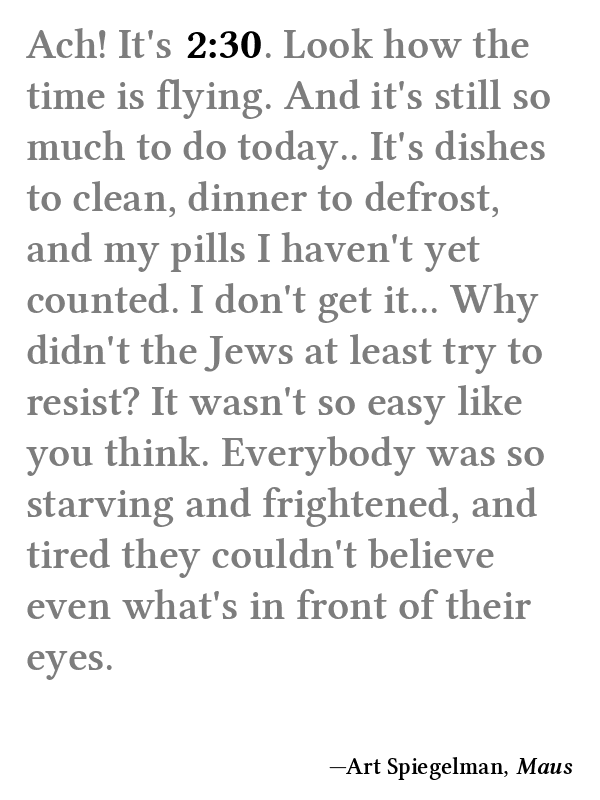 Ach! It's 2:30. Look how the
time is flying. And it's still so
much to do today.. It's dishes
to clean, dinner to defrost,
and my pills I haven't yet
counted. I don't get it... Why
didn't the Jews at least try to
resist? It wasn't so easy like
you think. Everybody was so
starving and frightened, and
tired they couldn't believe
even what's in front of their
eyes.
—Art Spiegelman, Maus